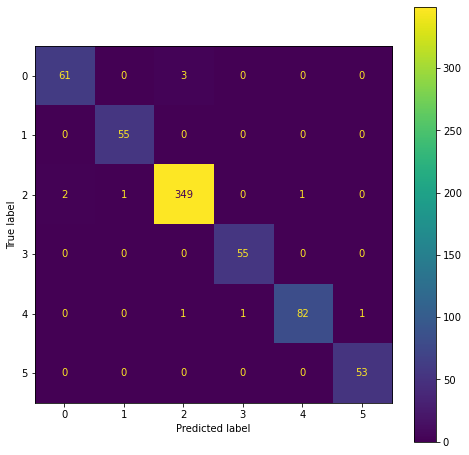 0 61 0 3 0 0 0
1 0 55 0 0 0 0
2 2 1 349 0 1 0
3 0 0 0 55 0 0
4 0 0 1 1 82 1
5 0 0 0 0 0 53
0 1 2 3 4 5
Predicted label
True label
300
250
200
150
100
50
0